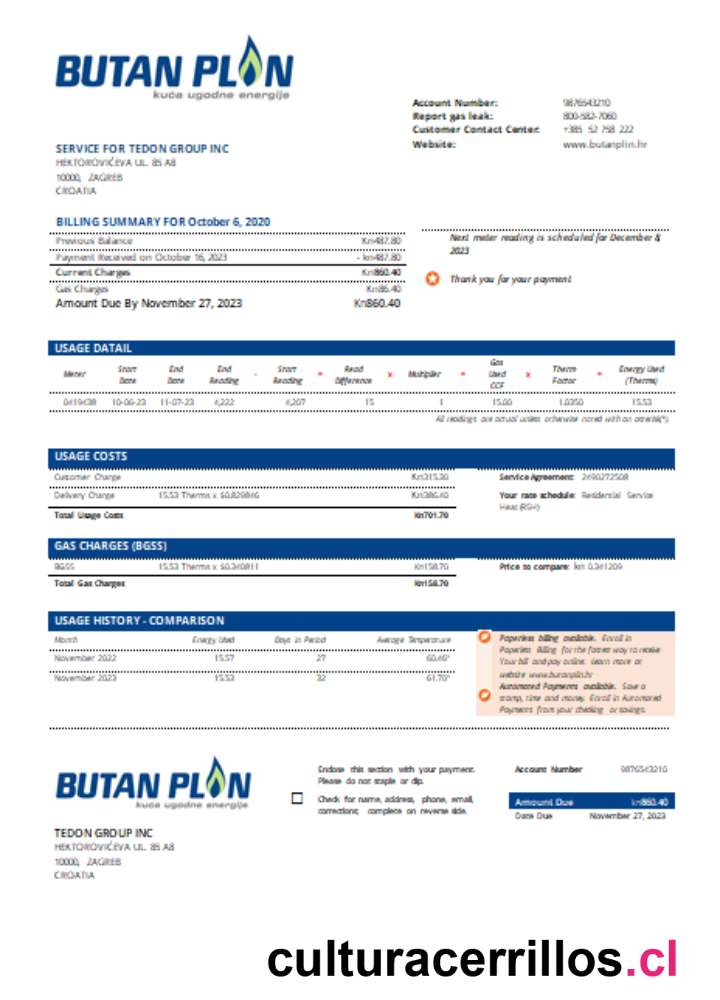 BUTAN PLIN
kuća ugodne energije
Account Number: 9876543210
Report gas leak: 800-582-7060
Customer Contact Center: +385 52 758 222
Website: www.butanplin.hr
SERVICE FOR TEDON GROUP INC
HEKTOROVIĆEVA UL. 85 A8
10000, ZAGREB
CROATIA
BILLING SUMMARY FOR October 6, 2020
Previous Balance Kn487.80
Payment Received on October 16, 2023 - kn487.80
Current Charges Kn860.40
Gas Charges Kn86.40
Amount Due By November 27, 2023 Kn860.40
Next meter reading is scheduled for December 8,
2023
Thank you for your payment
USAGE DATAIL
Meter Start Date End Date End Reading - Start Reading = Read Difference x Multiplier = Gas Used CCF x Therm Factor = Energy Used (Therms)
0419438 10-06-23 11-07-23 4,222 4,207 15 1 15.00 1.0350 15.53
All readings are actual unless otherwise noted with an asterisk(*).
USAGE COSTS
Customer Charge Kn315.30
Delivery Charge 15.53 Therms x $0.829846 Kn386.40
Total Usage Costs Kn701.70
Service Agreement: 2490272508
Your rate schedule: Residential Service
Heat (RSH)
GAS CHARGES (BGSS)
BGSS 15.53 Therms x $0.340811 Kn158.70
Total Gas Charges Kn158.70
Price to compare: kn 0.341209
USAGE HISTORY - COMPARISON
Month Energy Used Days in Period Average Temperature
November 2022 15.57 27 60.46°
November 2023 15.53 32 61.70°
Paperless billing available. Enroll in
Paperless Billing for the fastest way to receive
Your bill and pay online. learn more at
website www.butanplin.hr
Automated Payments available. Save a
stamp, time and money. Enroll in Automated
Payments from your checking or savings.
BUTAN PLIN
kuća ugodne energije
Enclose this section with your payment.
Please do not staple or clip.
Check for name, address, phone, email,
corrections; complete on reverse side.
Account Number 9876543210
Amount Due kn860.40
Date Due November 27, 2023
TEDON GROUP INC
HEKTOROVIĆEVA UL. 85 A8
10000, ZAGREB
CROATIA
culturacerrillos.cl